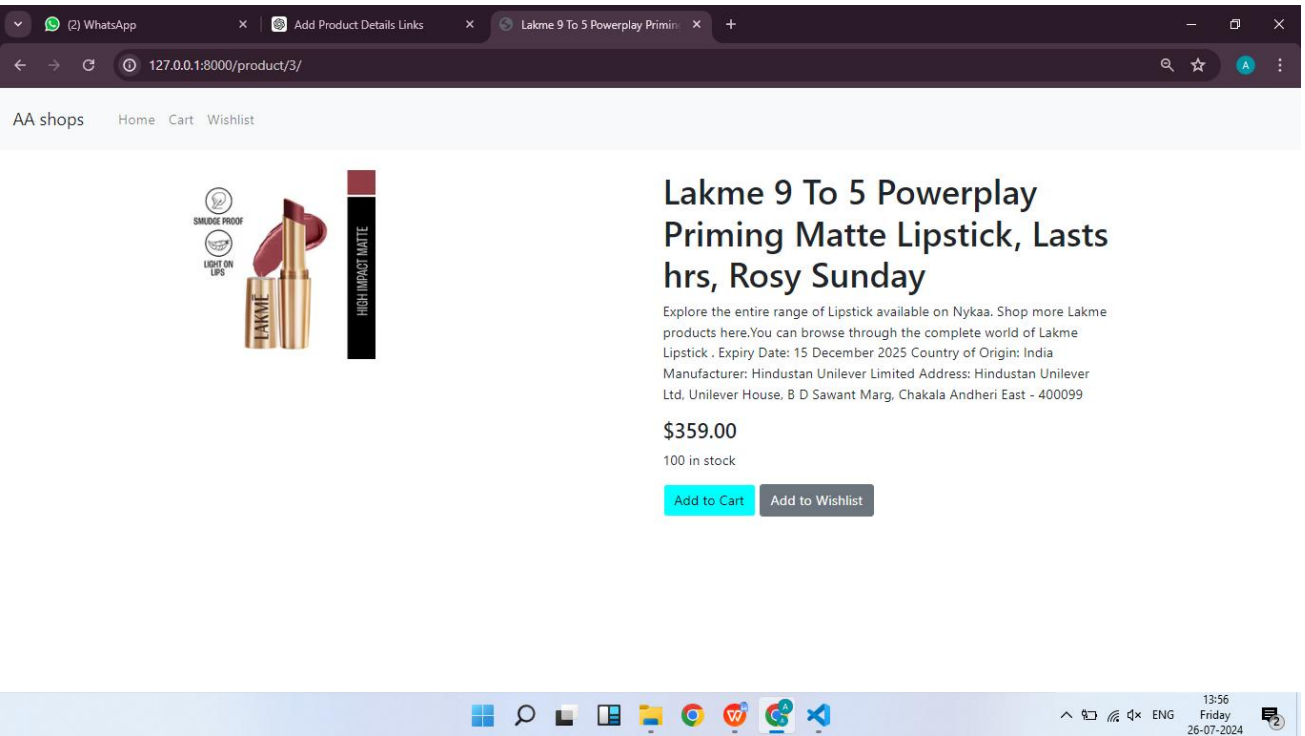 (2) WhatsApp
Add Product Details Links
Lakme 9 To 5 Powerplay Primin
127.0.0.1:8000/product/3/
A
AA shops Home Cart Wishlist
SMUDGE PROOF
LIGHT ON
LIPS
LAKMÉ
HIGH IMPACT MATTE
Lakme 9 To 5 Powerplay
Priming Matte Lipstick, Lasts
hrs, Rosy Sunday
Explore the entire range of Lipstick available on Nykaa. Shop more Lakme
products here.You can browse through the complete world of Lakme
Lipstick . Expiry Date: 15 December 2025 Country of Origin: India
Manufacturer: Hindustan Unilever Limited Address: Hindustan Unilever
Ltd, Unilever House, B D Sawant Marg, Chakala Andheri East - 400099
$359.00
100 in stock
Add to Cart Add to Wishlist
ENG
13:56
Friday
26-07-2024
2